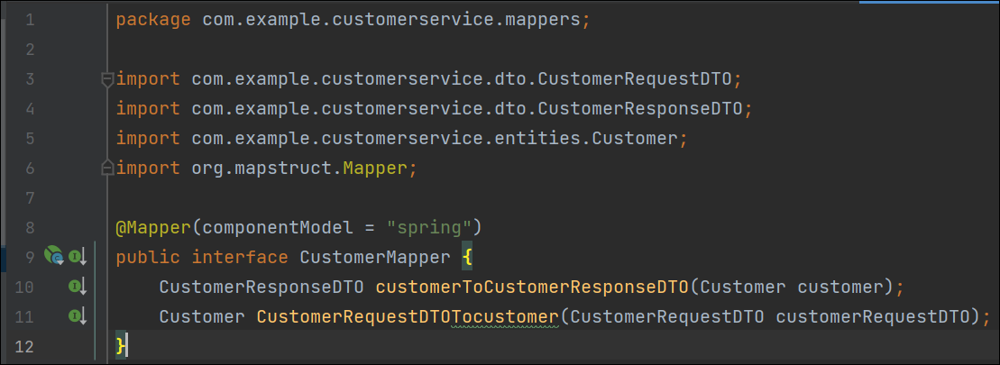 1 package com.example.customerservice.mappers;
2
3 import com.example.customerservice.dto.CustomerRequestDTO;
4 import com.example.customerservice.dto.CustomerResponseDTO;
5 import com.example.customerservice.entities.Customer;
6 import org.mapstruct.Mapper;
7
8 @Mapper(componentModel = "spring")
9 public interface CustomerMapper {
10 CustomerResponseDTO customerToCustomerResponseDTO(Customer customer);
11 Customer CustomerRequestDTOTocustomer(CustomerRequestDTO customerRequestDTO);
12 }